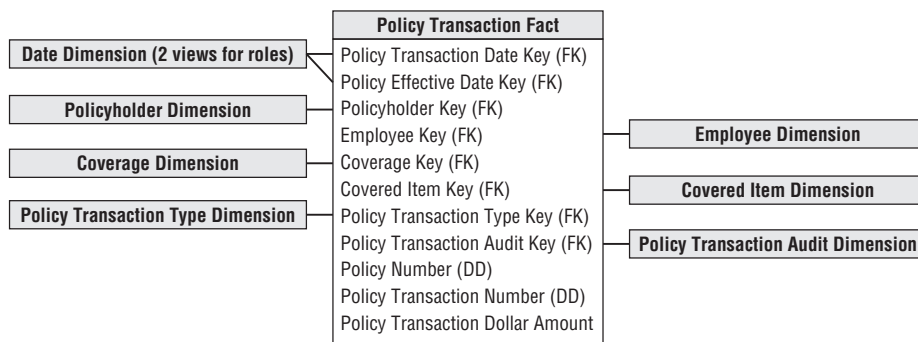 Policy Transaction Fact
Date Dimension (2 views for roles)
Policyholder Dimension
Coverage Dimension
Policy Transaction Type Dimension
Policy Transaction Date Key (FK)
Policy Effective Date Key (FK)
Policyholder Key (FK)
Employee Key (FK)
Coverage Key (FK)
Covered Item Key (FK)
Policy Transaction Type Key (FK)
Policy Transaction Audit Key (FK)
Policy Number (DD)
Policy Transaction Number (DD)
Policy Transaction Dollar Amount
Employee Dimension
Covered Item Dimension
Policy Transaction Audit Dimension